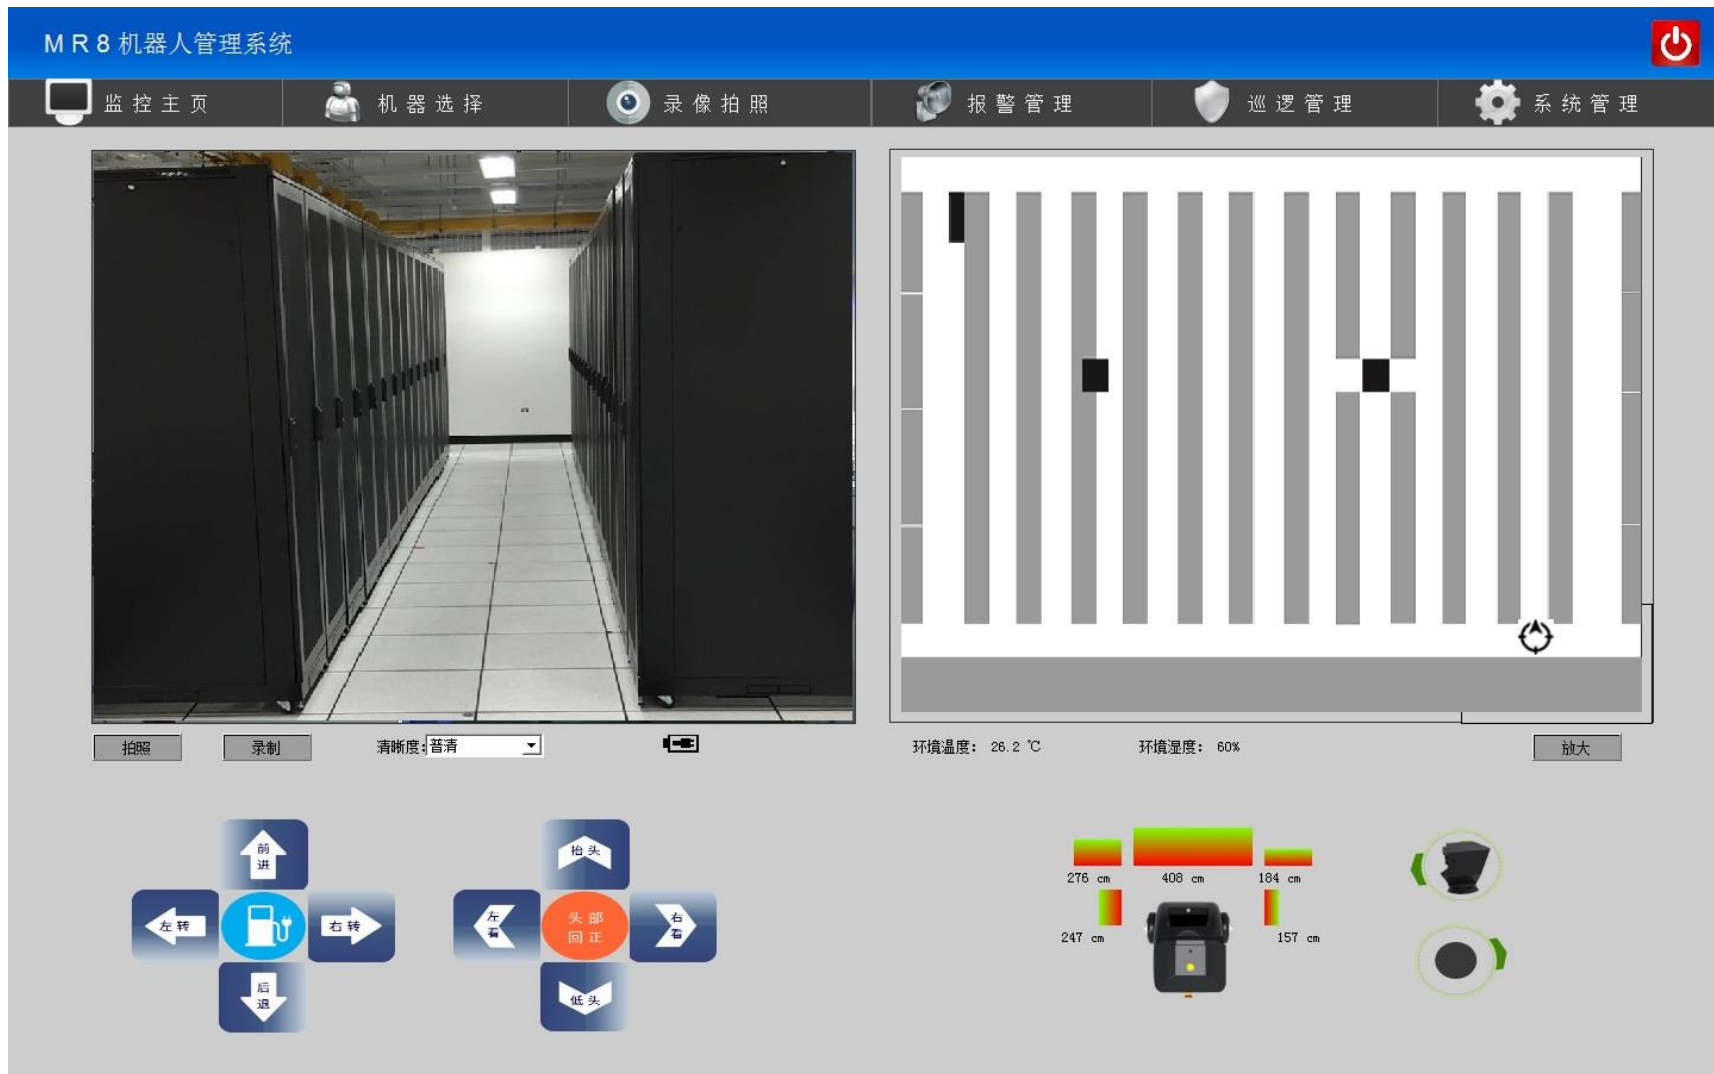 MR8机器人管理系统
监控主页 机器选择 录像拍照 报警管理 巡逻管理 系统管理
拍照 录制 清晰度: 普清 环境温度: 26.2 ℃ 环境湿度: 60% 放大
前进
左转 右转
后退
抬头
左看 头部回正 右看
低头
276 cm 408 cm 184 cm
247 cm 157 cm